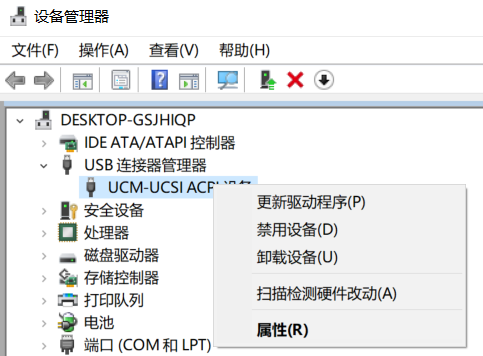 设备管理器
文件(F) 操作(A) 查看(V) 帮助(H)
DESKTOP-GSJHIQP
IDE ATA/ATAPI 控制器
USB 连接器管理器
UCM-UCSI ACPI 设备
更新驱动程序(P)
禁用设备(D)
卸载设备(U)
扫描检测硬件改动(A)
属性(R)
安全设备
处理器
磁盘驱动器
存储控制器
打印队列
电池
端口 (COM 和 LPT)